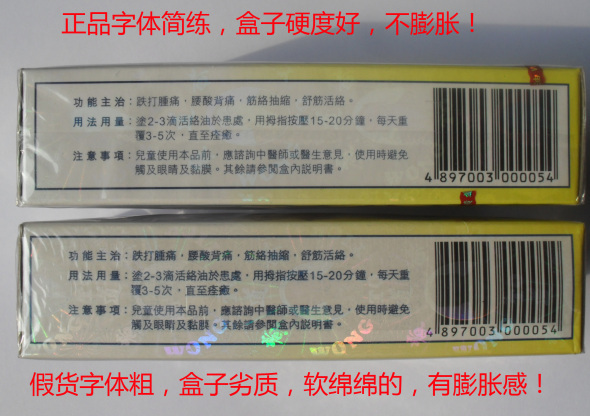 正品字体简练，盒子硬度好，不膨胀！
功能主治：跌打腫痛，腰酸背痛，筋絡抽縮，舒筋活絡。
用法用量：塗2-3滴活絡油於患處，用拇指按壓15-20分鐘，每天重
覆3-5次，直至痊癒。
注意事項：兒童使用本品前，應諮詢中醫師或醫生意見，使用時避免
觸及眼睛及黏膜。其餘請參閱盒內説明書。
4 897003 000054
功能主治：跌打腫痛，腰酸背痛，筋絡抽縮，舒筋活絡。
用法用量：塗2-3滴活絡油於患處，用拇指按壓15-20分鐘，每天重
覆3-5次，直至痊癒。
注意事項：兒童使用本品前，應諮詢中醫師或醫生意見，使用時避免
觸及眼睛及黏膜。其餘請參閱盒內説明書。
4 897003 000054
假货字体粗，盒子劣质，软绵绵的，有膨胀感！